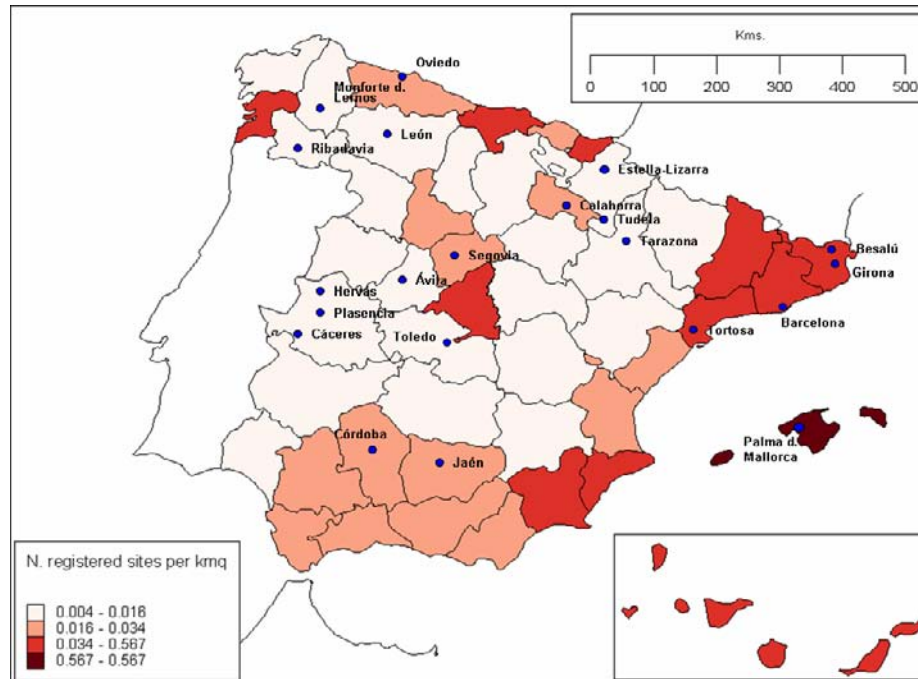 Oviedo
Kms.
0 100 200 300 400 500
Monforte d.
Lemos
León
Ribadavia
Estella-Lizarra
Calaharra
Tudela
Tarazona
Besalú
Girona
Segovia
Ávila
Hervás
Plasencia
Cáceres
Toledo
Tortosa
Barcelona
Palma d.
Mallorca
Córdoba
Jaén
N. registered sites per kmq
0.004 - 0.016
0.016 - 0.034
0.034 - 0.567
0.567 - 0.567